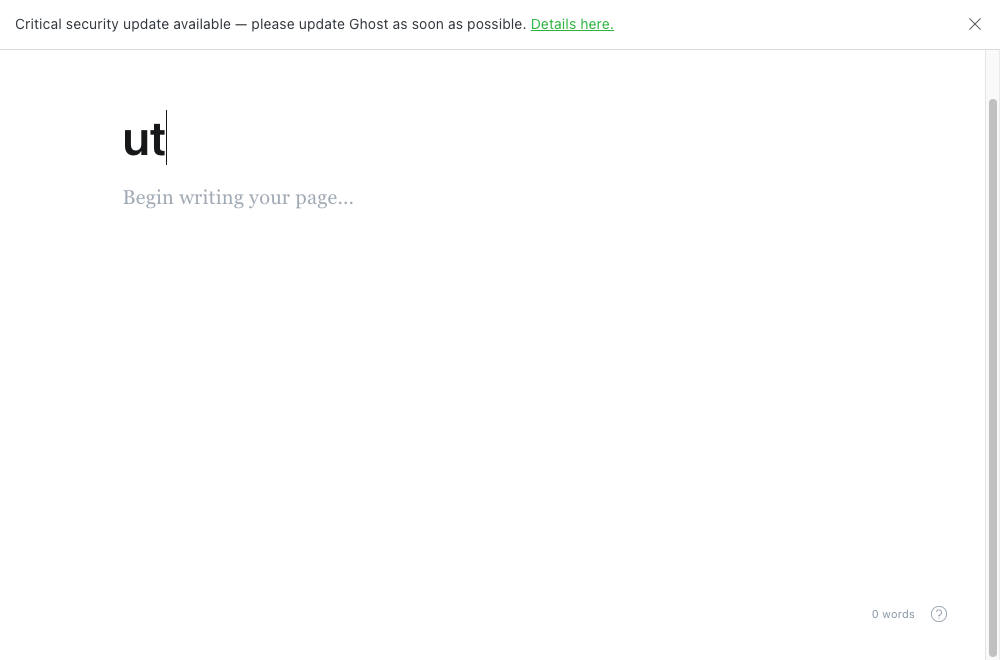 Critical security update available — please update Ghost as soon as possible. Details here.
ut
Begin writing your page...
0 words
?